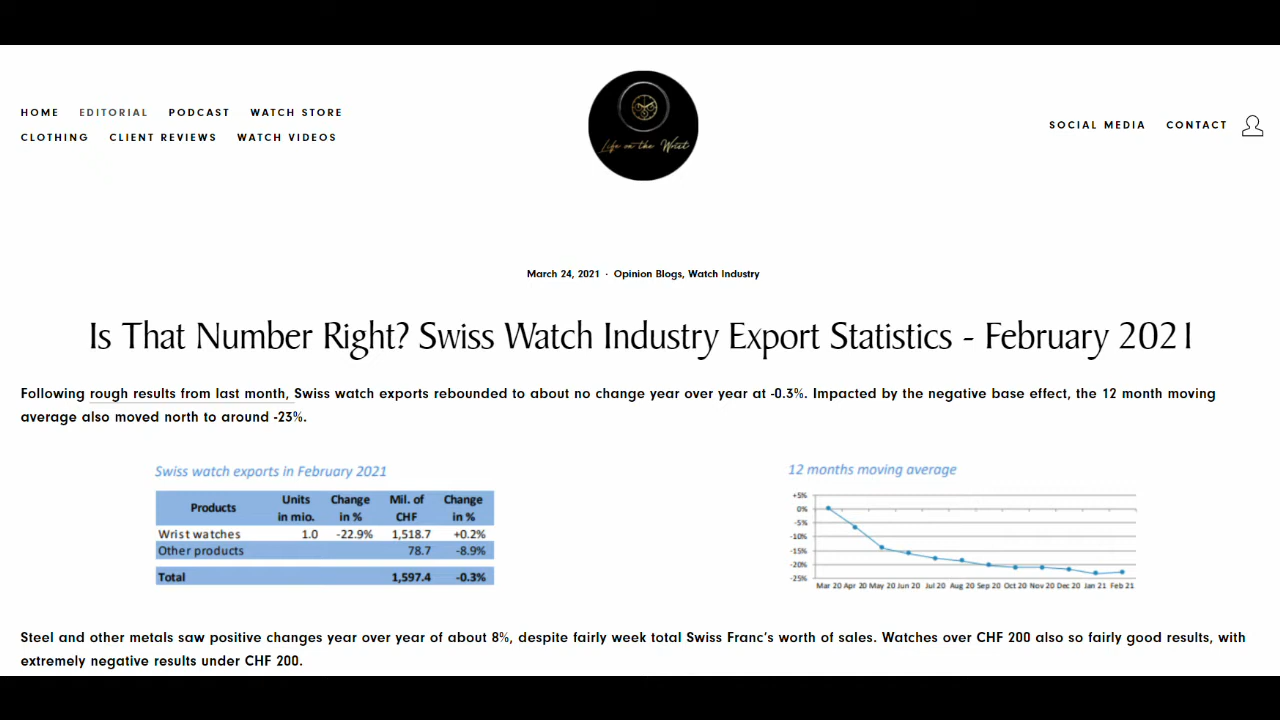 HOME EDITORIAL PODCAST WATCH STORE
CLOTHING CLIENT REVIEWS WATCH VIDEOS
Life on the Wrist
SOCIAL MEDIA CONTACT
March 24, 2021 · Opinion Blogs, Watch Industry
Is That Number Right? Swiss Watch Industry Export Statistics - February 2021
Following rough results from last month, Swiss watch exports rebounded to about no change year over year at -0.3%. Impacted by the negative base effect, the 12 month moving
average also moved north to around -23%.
Swiss watch exports in February 2021
Products Units in mio. Change in % Mil. of CHF Change in %
Wrist watches 1.0 -22.9% 1,518.7 +0.2%
Other products 78.7 -8.9%
Total 1,597.4 -0.3%
12 months moving average
+5%
0%
-5%
-10%
-15%
-20%
-25%
Mar 20 Apr 20 May 20 Jun 20 Jul 20 Aug 20 Sep 20 Oct 20 Nov 20 Dec 20 Jan 21 Feb 21
Steel and other metals saw positive changes year over year of about 8%, despite fairly week total Swiss Franc's worth of sales. Watches over CHF 200 also so fairly good results, with
extremely negative results under CHF 200.